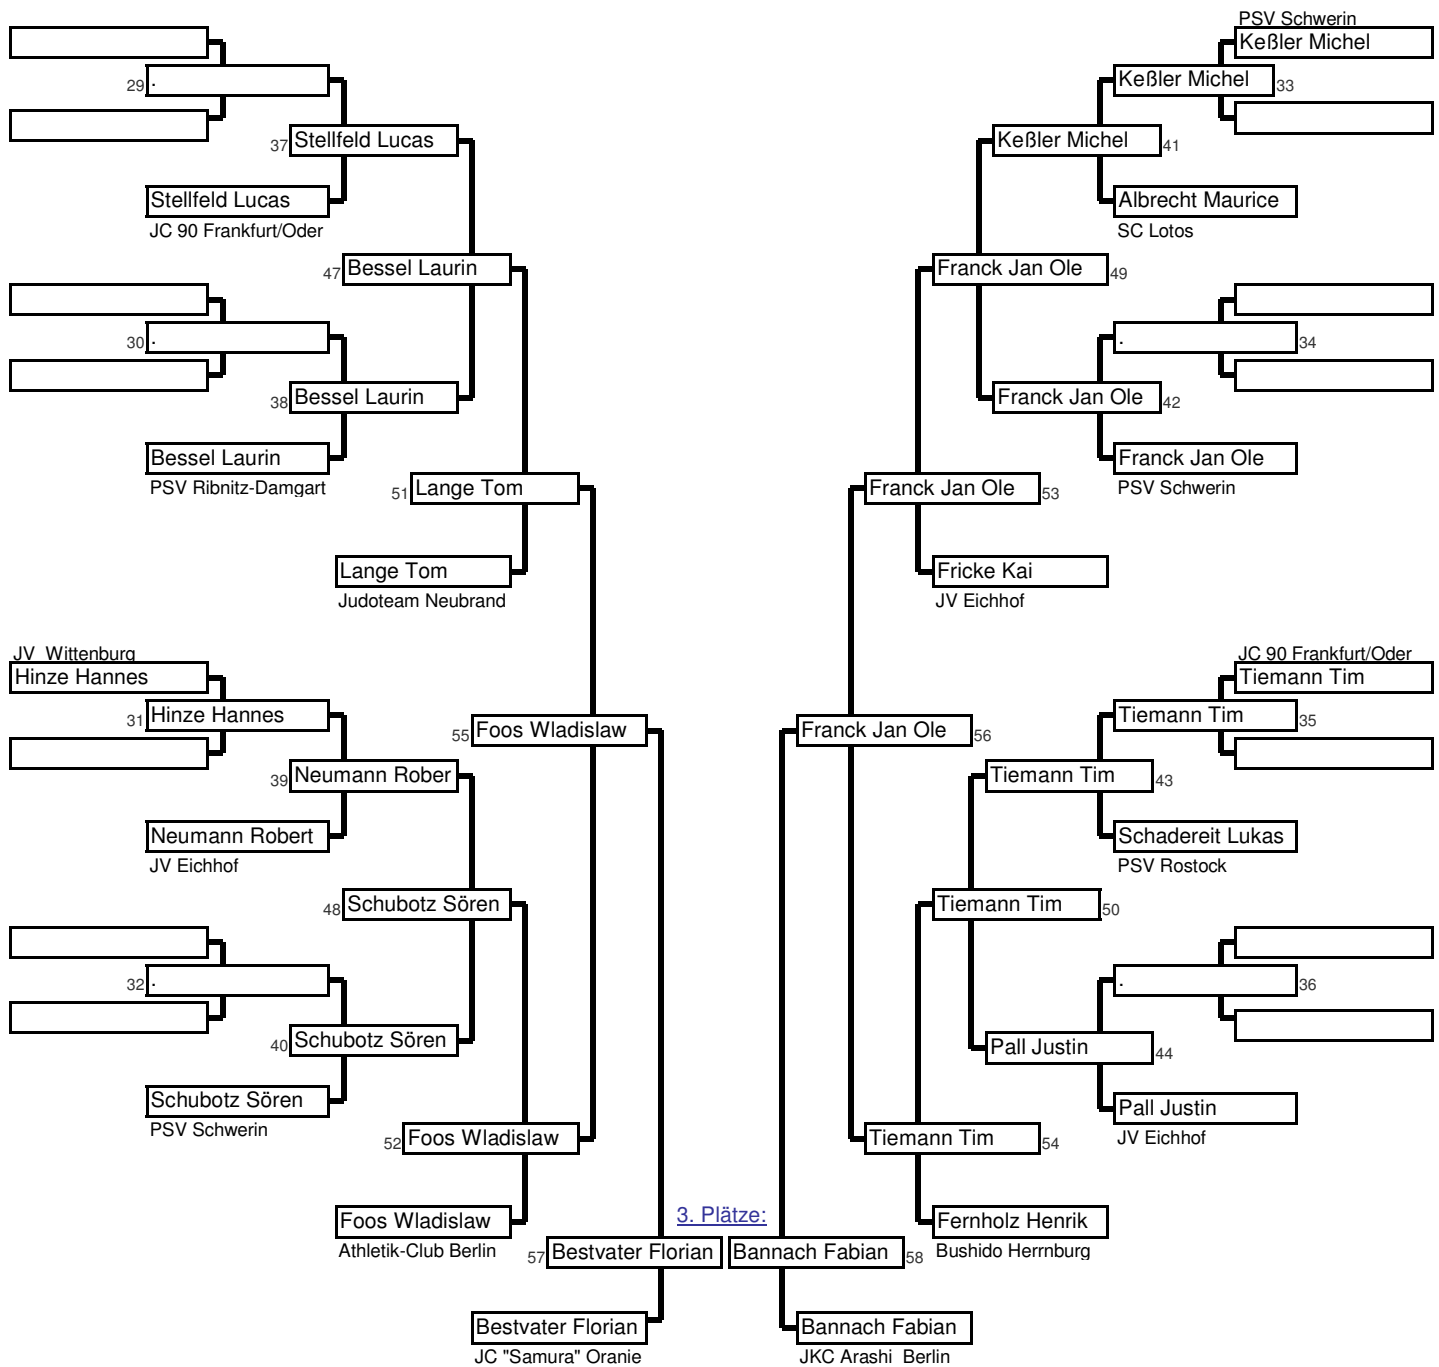 PSV Schwerin
Keßler Michel
29 .
Keßler Michel 33
37 Stellfeld Lucas
Keßler Michel 41
Stellfeld Lucas
Albrecht Maurice
JC 90 Frankfurt/Oder
SC Lotos
47 Bessel Laurin
Franck Jan Ole 49
30 .
. 34
38 Bessel Laurin
Franck Jan Ole 42
Bessel Laurin
Franck Jan Ole
PSV Ribnitz-Damgart
PSV Schwerin
51 Lange Tom
Franck Jan Ole 53
Lange Tom
Fricke Kai
Judoteam Neubrand
JV Eichhof
JV Wittenburg
JC 90 Frankfurt/Oder
Hinze Hannes
Tiemann Tim
31 Hinze Hannes
Tiemann Tim 35
55 Foos Wladislaw
Franck Jan Ole 56
39 Neumann Rober
Tiemann Tim 43
Neumann Robert
Schadereit Lukas
JV Eichhof
PSV Rostock
48 Schubotz Sören
Tiemann Tim 50
32 .
. 36
40 Schubotz Sören
Pall Justin 44
Schubotz Sören
Pall Justin
PSV Schwerin
JV Eichhof
52 Foos Wladislaw
Tiemann Tim 54
3. Plätze:
Foos Wladislaw
Fernholz Henrik
Athletik-Club Berlin
Bushido Herrnburg
57 Bestvater Florian
Bannach Fabian 58
Bestvater Florian
Bannach Fabian
JC "Samura" Oranie
JKC Arashi Berlin